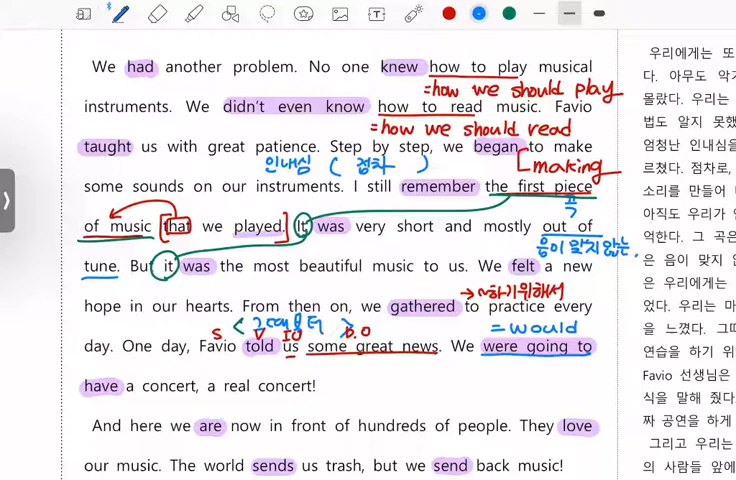 We had another problem. No one knew how to play musical
=how we should play
instruments. We didn't even know how to read music. Favio
=how we should read
taught us with great patience. Step by step, we began to make
인내심 ( 점차 )
making
some sounds on our instruments. I still remember the first piece
of music [that we played.] It was very short and mostly out of
음이 맞지 않는,
tune. But it was the most beautiful music to us. We felt a new
→~하기위해서
hope in our hearts. From then on, we gathered to practice every
S < 그때부터 > V IO D.O =would
day. One day, Favio told us some great news. We were going to
have a concert, a real concert!
And here we are now in front of hundreds of people. They love
our music. The world sends us trash, but we send back music!
우리에게는 또
다. 아무도 악기
몰랐다. 우리는
법도 알지 못했
엄청난 인내심을
르쳤다. 점차로,
소리를 만들어
아직도 우리가 연
억한다. 그 곡은
은 음이 맞지 않
은 우리에게는
었다. 우리는 마
을 느꼈다. 그때
연습을 하기 위
Favio 선생님은
식을 말해 줬다
짜 공연을 하게
그리고 우리는
의 사람들 앞에